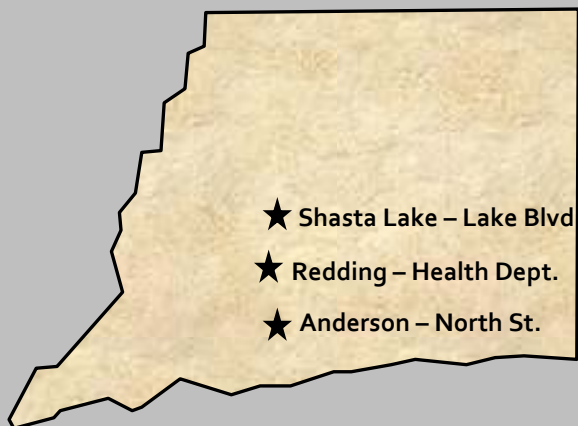 Shasta Lake – Lake Blvd
Redding – Health Dept.
Anderson – North St.